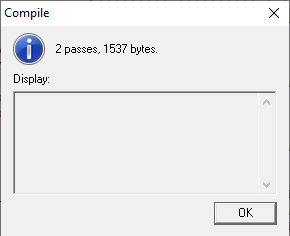 Compile
2 passes, 1537 bytes.
Display:
OK